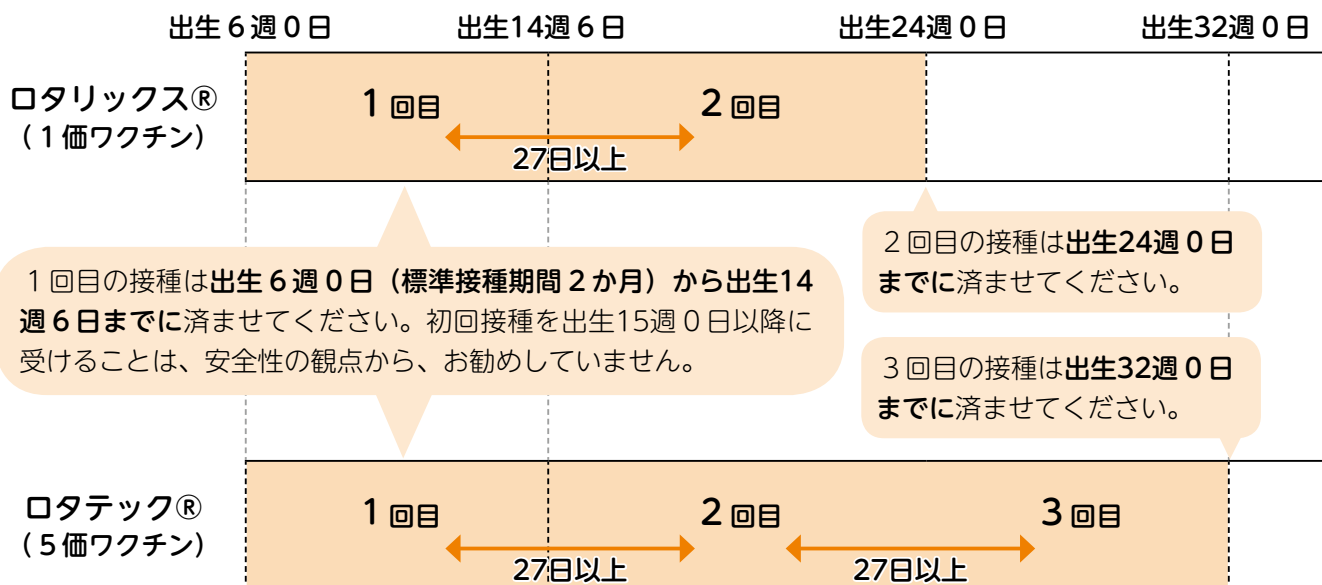 出生６週０日
出生14週６日
出生24週０日
出生32週０日
ロタリックス®
（１価ワクチン）
1 回目
2 回目
27日以上
１回目の接種は出生６週０日（標準接種期間２か月）から出生14
週６日までに済ませてください。初回接種を出生15週０日以降に
受けることは、安全性の観点から、お勧めしていません。
２回目の接種は出生24週０日
までに済ませてください。
３回目の接種は出生32週０日
までに済ませてください。
ロタテック®
（５価ワクチン）
1 回目
2 回目
3 回目
27日以上
27日以上